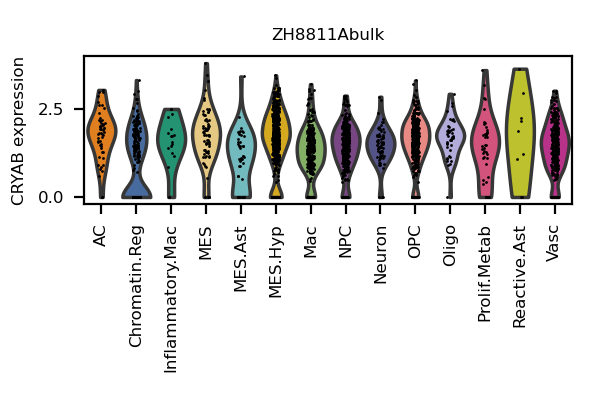 ZH8811Abulk
CRYAB expression
2.5
0.0
AC
Chromatin.Reg
Inflammatory.Mac
MES
MES.Ast
MES.Hyp
Mac
NPC
Neuron
OPC
Oligo
Prolif.Metab
Reactive.Ast
Vasc